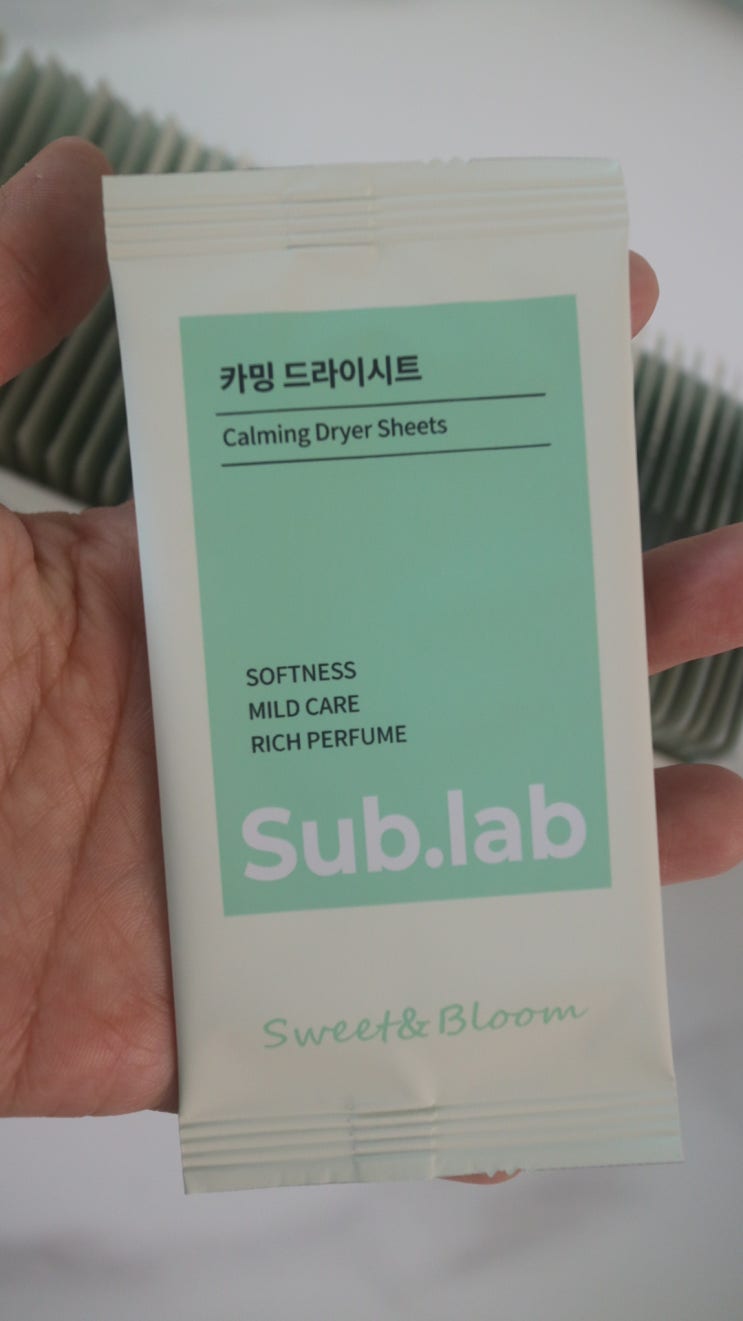 카밍 드라이시트
Calming Dryer Sheets
SOFTNESS
MILD CARE
RICH PERFUME
Sub.lab
Sweet&Bloom